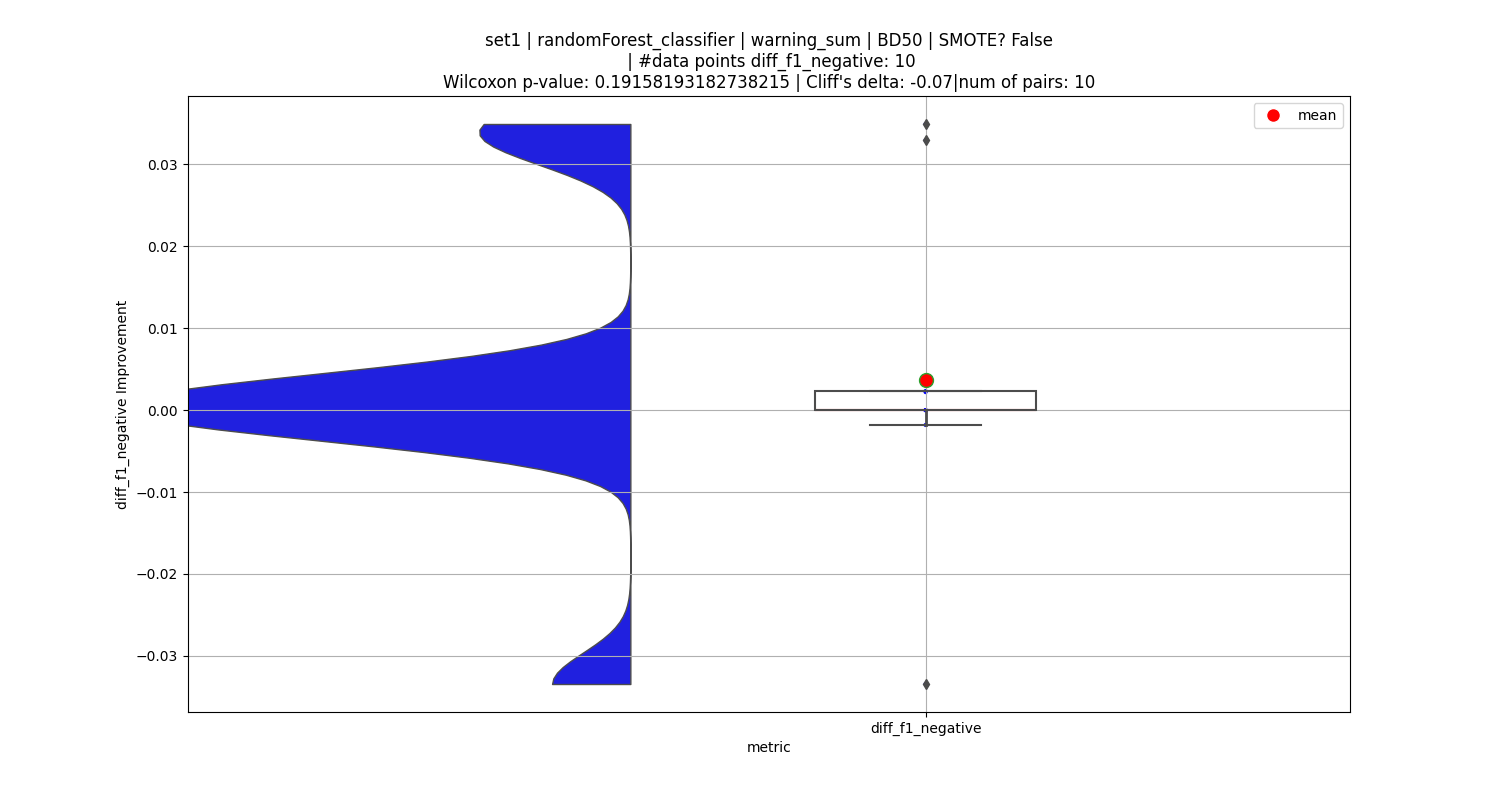 set1 | randomForest_classifier | warning_sum | BD50 | SMOTE? False
| #data points diff_f1_negative: 10
Wilcoxon p-value: 0.19158193182738215 | Cliff's delta: -0.07|num of pairs: 10
mean
0.03
0.02
0.01
0.00
−0.01
−0.02
−0.03
diff_f1_negative Improvement
diff_f1_negative
metric